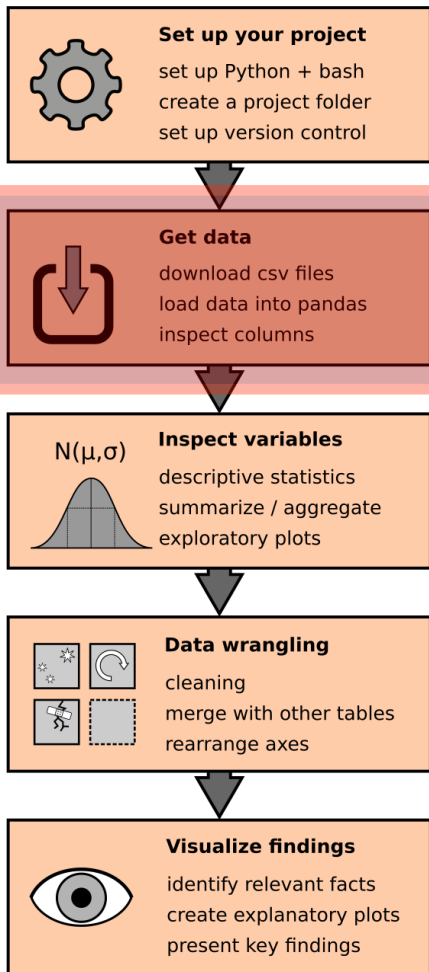 Set up your project
set up Python + bash
create a project folder
set up version control
Get data
download csv files
load data into pandas
inspect columns
N(μ,σ)
Inspect variables
descriptive statistics
summarize / aggregate
exploratory plots
Data wrangling
cleaning
merge with other tables
rearrange axes
Visualize findings
identify relevant facts
create explanatory plots
present key findings